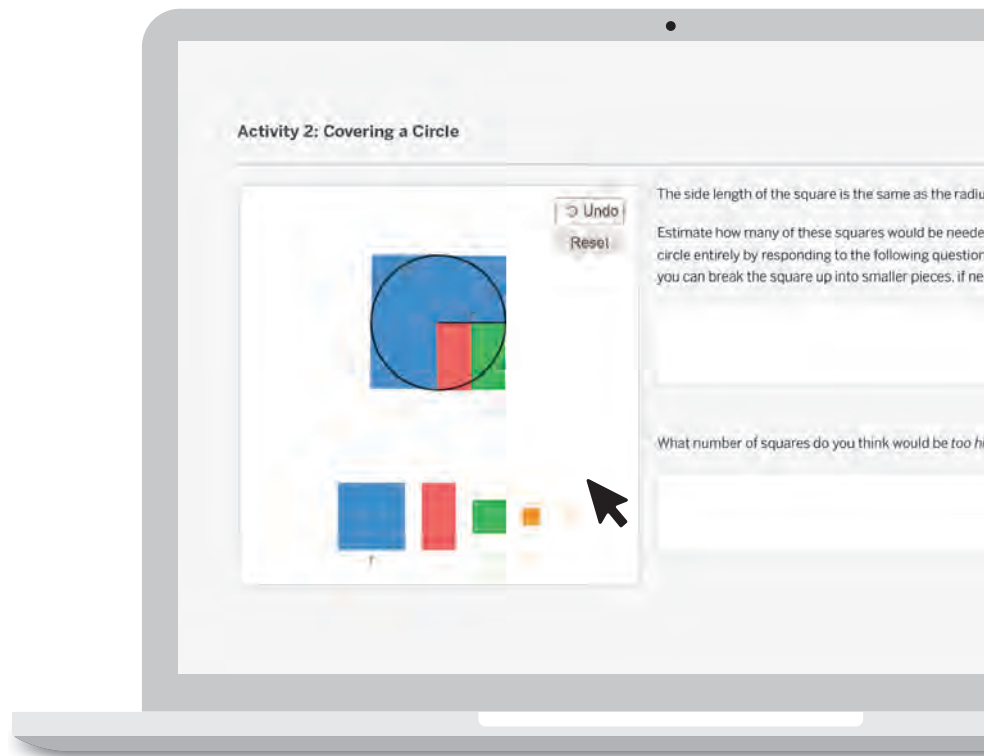 Activity 2: Covering a Circle
Undo
Reset
r
The side length of the square is the same as the radiu
Estimate how many of these squares would be neede
circle entirely by responding to the following question
you can break the square up into smaller pieces, if ne
What number of squares do you think would be too hi